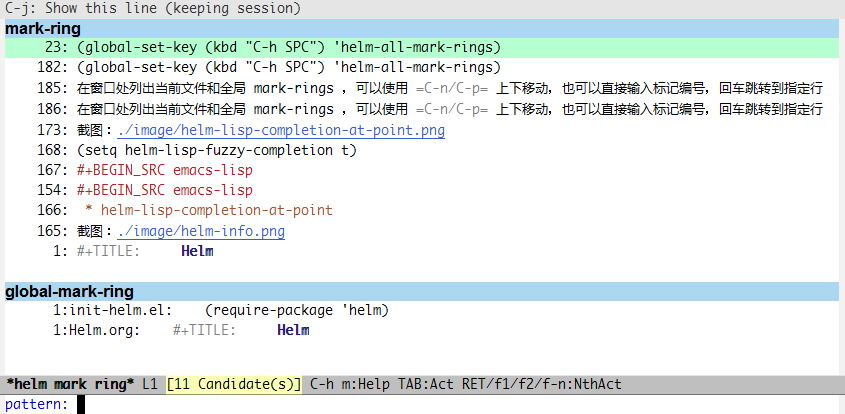 C-j: Show this line (keeping session)
mark-ring
23: (global-set-key (kbd "C-h SPC") 'helm-all-mark-rings)
182: (global-set-key (kbd "C-h SPC") 'helm-all-mark-rings)
185: 在窗口处列出当前文件和全局 mark-rings ，可以使用 =C-n/C-p= 上下移动，也可以直接输入标记编号，回车跳转到指定行
186: 在窗口处列出当前文件和全局 mark-rings ，可以使用 =C-n/C-p= 上下移动，也可以直接输入标记编号，回车跳转到指定行
173: 截图：./image/helm-lisp-completion-at-point.png
168: (setq helm-lisp-fuzzy-completion t)
167: #+BEGIN_SRC emacs-lisp
154: #+BEGIN_SRC emacs-lisp
166:  * helm-lisp-completion-at-point
165: 截图：./image/helm-info.png
1: #+TITLE:     Helm
global-mark-ring
1:init-helm.el:    (require-package 'helm)
1:Helm.org:    #+TITLE:     Helm
*helm mark ring* L1 [11 Candidate(s)] C-h m:Help TAB:Act RET/f1/f2/f-n:NthAct
pattern: